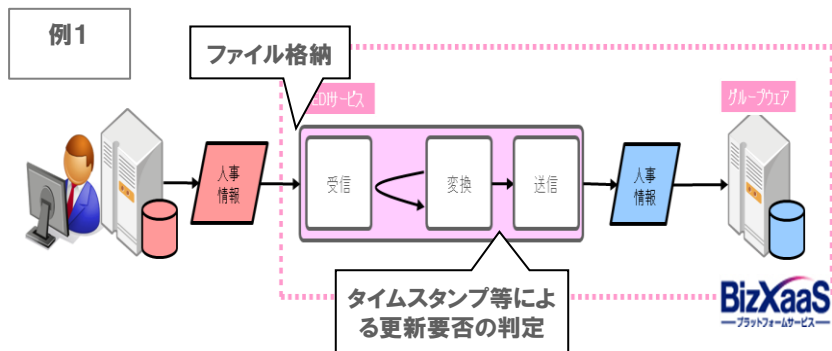 例1
ファイル格納
EDIサービス
グループウェア
人事
情報
受信
変換
送信
人事
情報
タイムスタンプ等によ
る更新要否の判定
BizXaaS
プラットフォームサービス